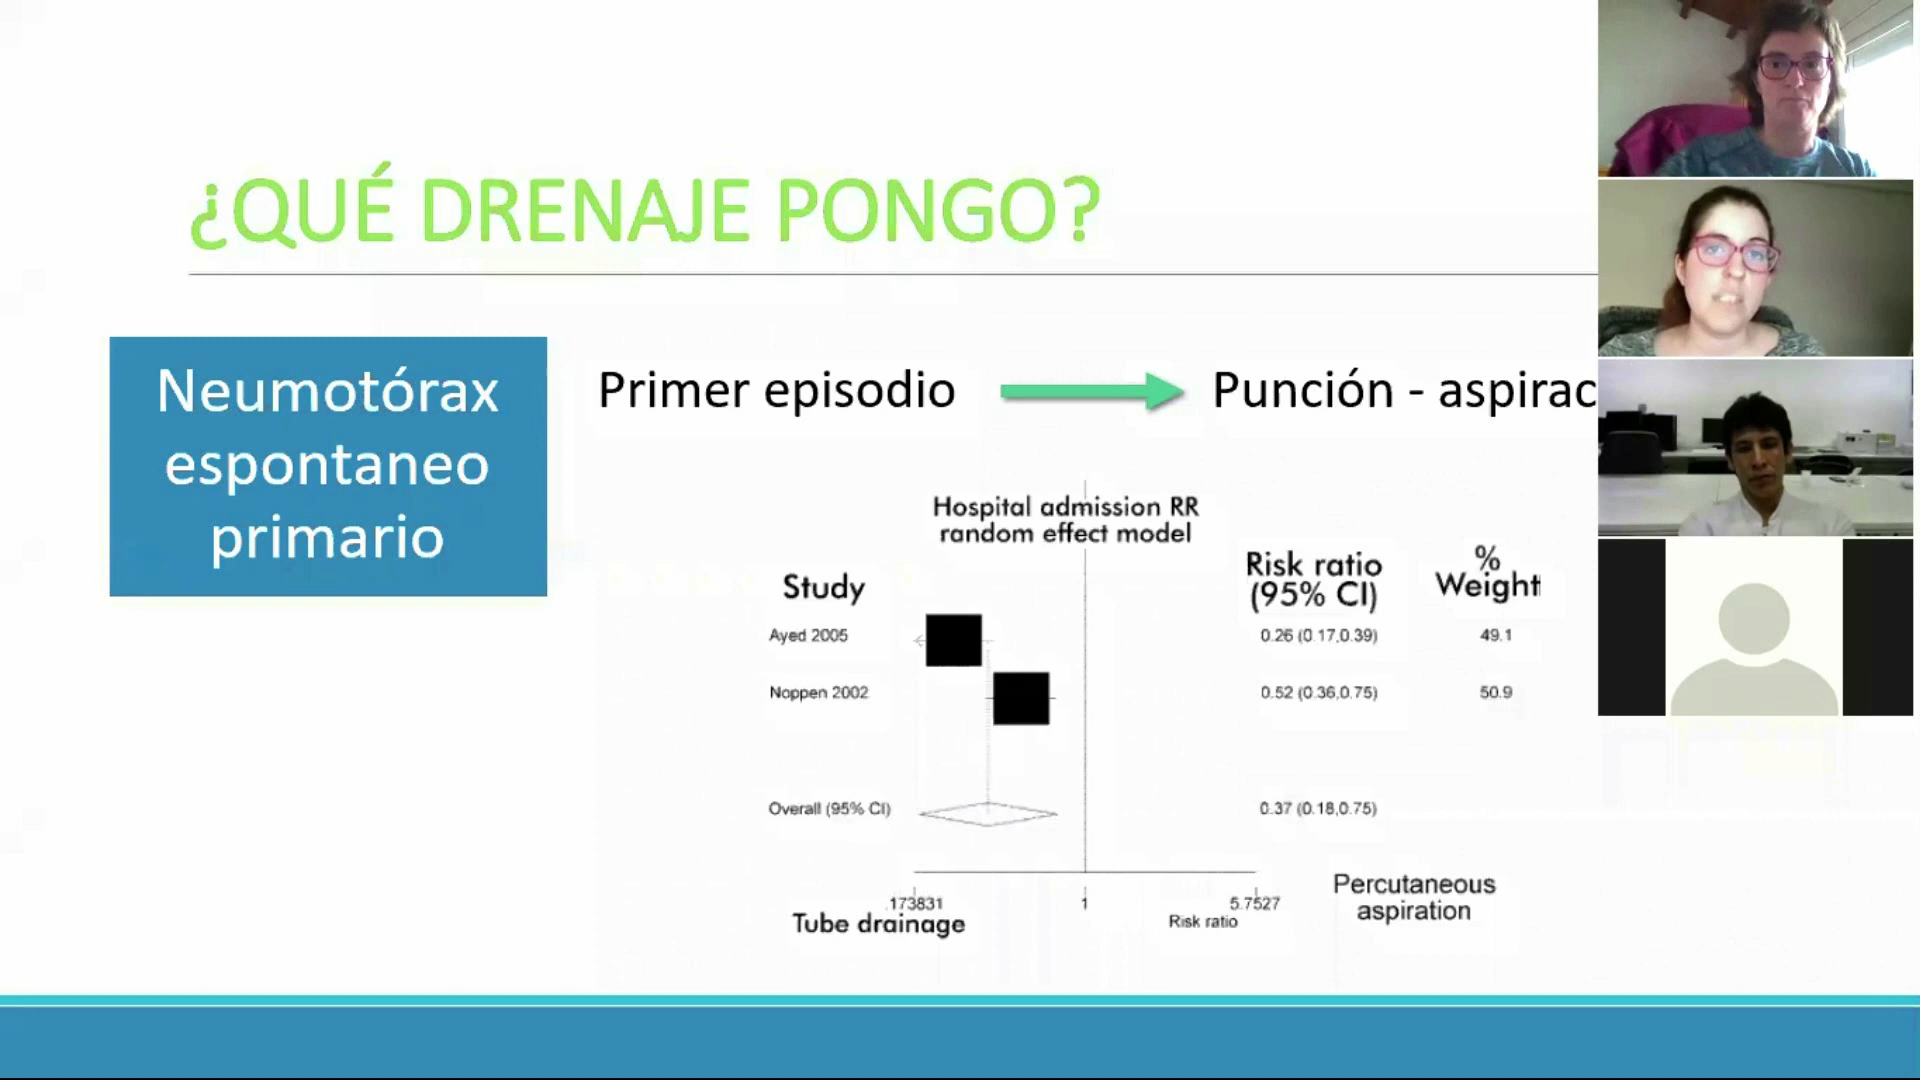 ¿QUÉ DRENAJE PONGO?
Neumotórax
espontaneo
primario
Primer episodio
Punción - aspirac
Hospital admission RR
random effect model
Study
Risk ratio
(95% CI)
%
Weight
Ayed 2005
0.26 (0.17,0.39)
49.1
Noppen 2002
0.52 (0.36,0.75)
50.9
Overall (95% CI)
0.37 (0.18,0.75)
.173831
1
5.7527
Tube drainage
Risk ratio
Percutaneous
aspiration